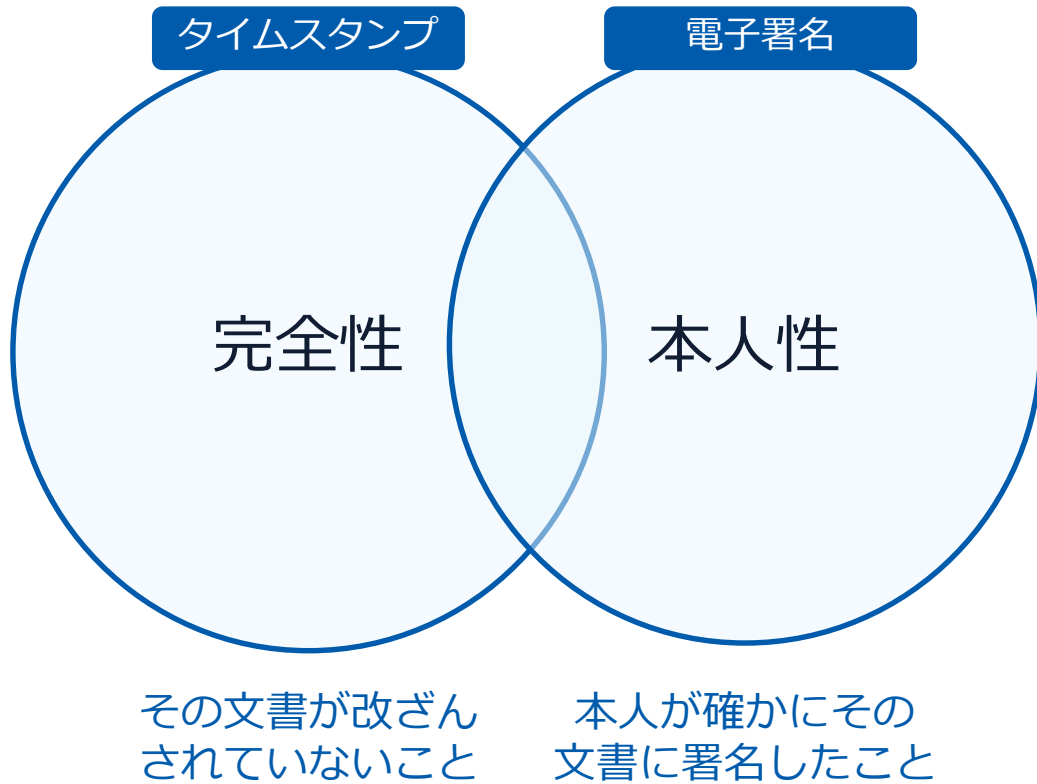 タイムスタンプ
電子署名
完全性
本人性
その文書が改ざん
されていないこと
本人が確かにその
文書に署名したこと